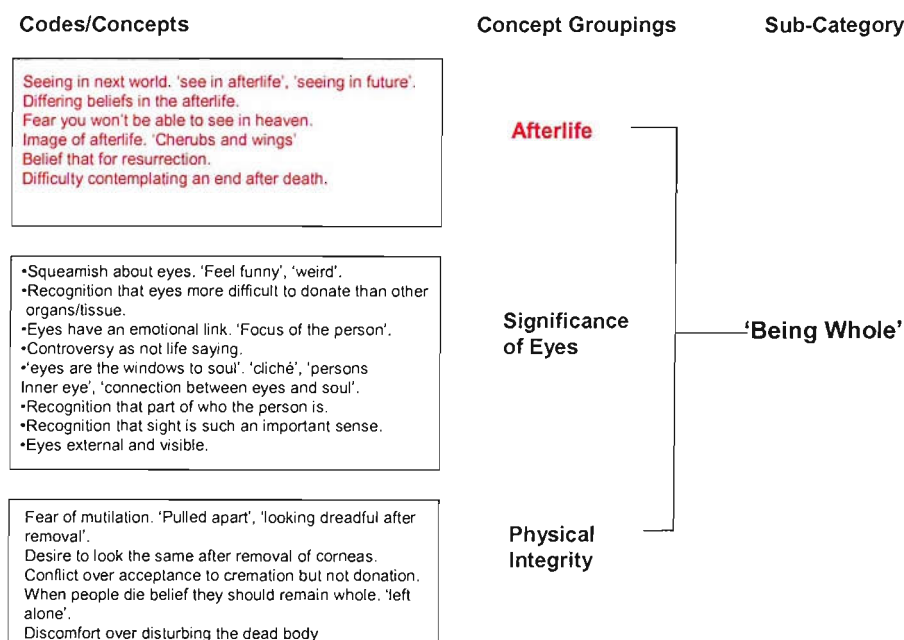 Codes/Concepts
Concept Groupings
Sub-Category
Seeing in next world. 'see in afterlife', 'seeing in future'.
Differing beliefs in the afterlife.
Fear you won't be able to see in heaven.
Image of afterlife. 'Cherubs and wings'
Belief that for resurrection.
Difficulty contemplating an end after death.
Afterlife
•Squeamish about eyes. 'Feel funny', 'weird'.
•Recognition that eyes more difficult to donate than other
organs/tissue.
•Eyes have an emotional link. 'Focus of the person'.
•Controversy as not life saying.
•'eyes are the windows to soul'. 'cliché', 'persons
Inner eye', 'connection between eyes and soul'.
•Recognition that part of who the person is.
•Recognition that sight is such an important sense.
•Eyes external and visible.
Significance
of Eyes
'Being Whole'
Fear of mutilation. 'Pulled apart', 'looking dreadful after
removal'.
Desire to look the same after removal of corneas.
Conflict over acceptance to cremation but not donation.
When people die belief they should remain whole. 'left
alone'.
Discomfort over disturbing the dead body
Physical
Integrity